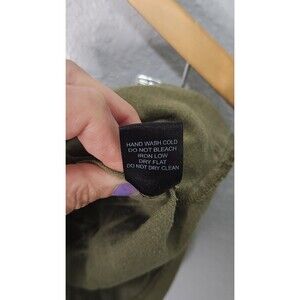 HAND WASH COLD
DO NOT BLEACH
IRON LOW
DRY FLAT
DO NOT DRY CLEAN